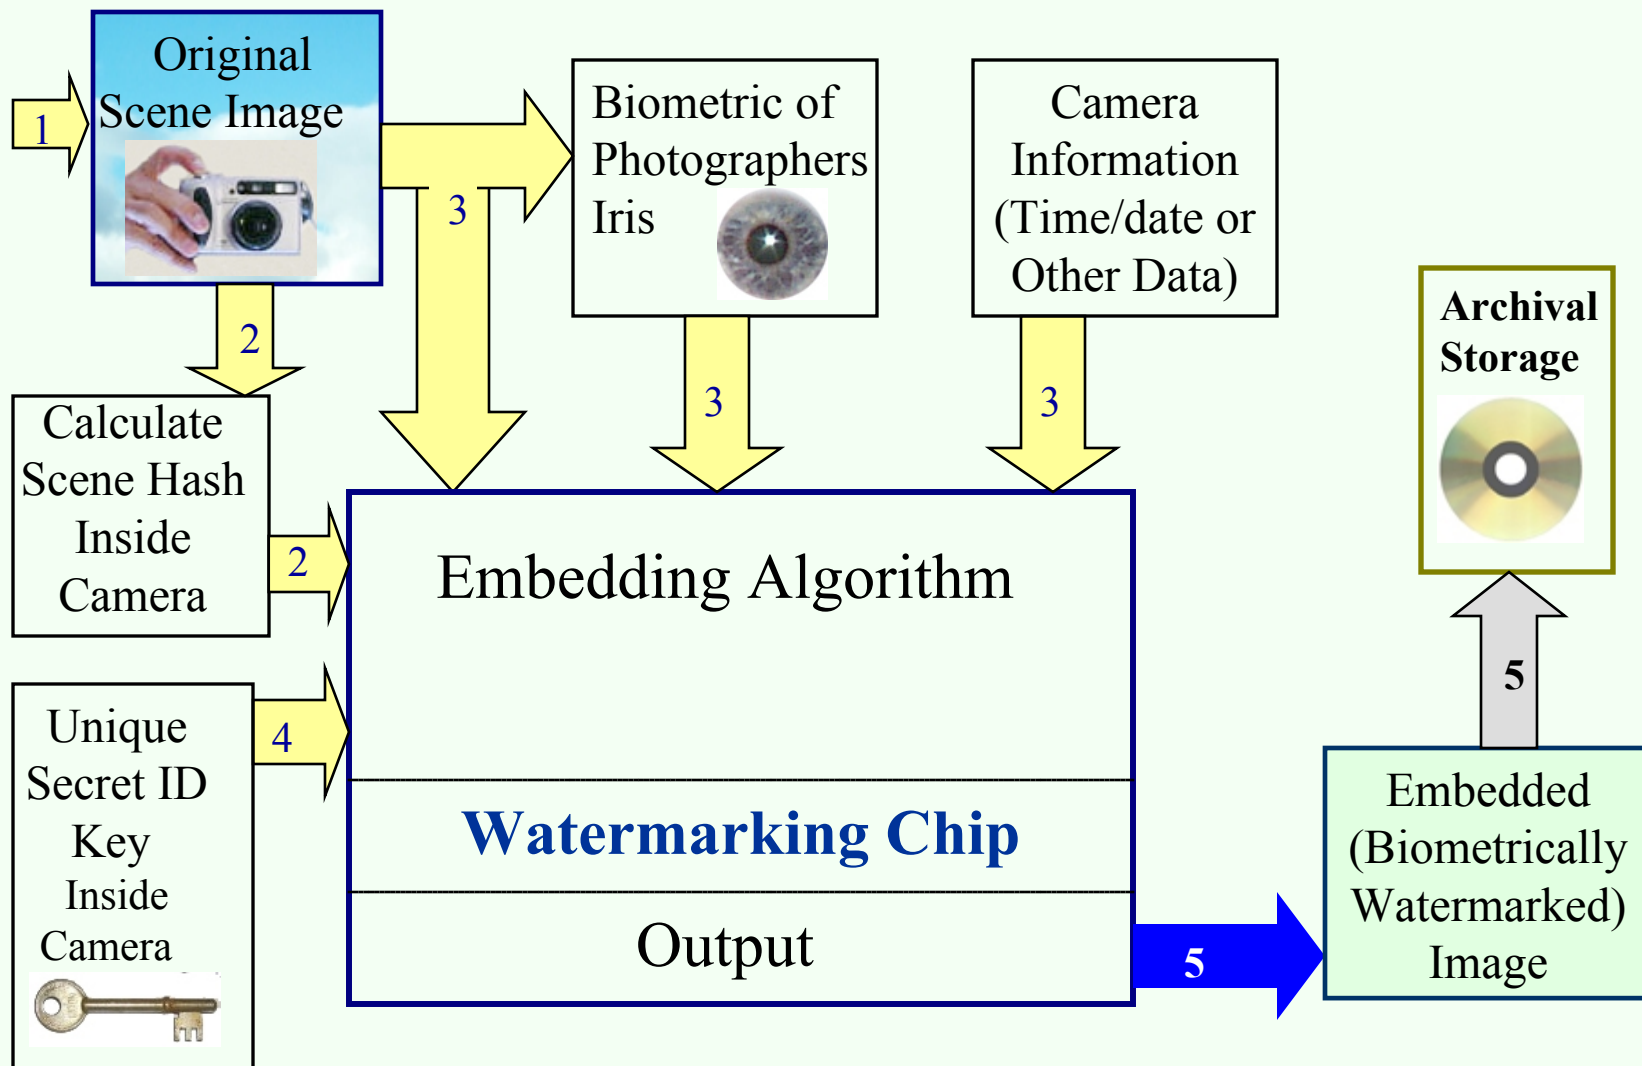 1
Original
Scene Image
3
Biometric of
Photographers
Iris
Camera
Information
(Time/date or
Other Data)
2
3
3
Archival
Storage
Calculate
Scene Hash
Inside
Camera
2
Embedding Algorithm
Unique
Secret ID
Key
Inside
Camera
4
Watermarking Chip
Output
5
Embedded
(Biometrically
Watermarked)
Image
5